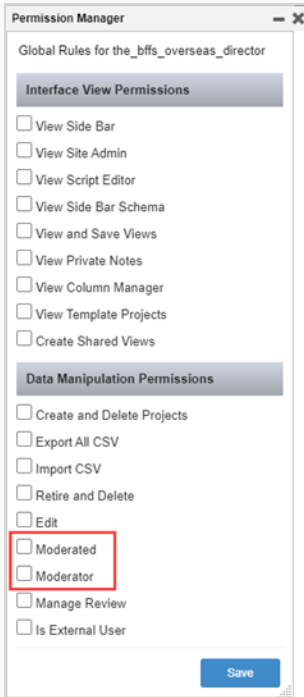 Permission Manager
Global Rules for the_bffs_overseas_director
Interface View Permissions
View Side Bar
View Site Admin
View Script Editor
View Side Bar Schema
View and Save Views
View Private Notes
View Column Manager
View Template Projects
Create Shared Views
Data Manipulation Permissions
Create and Delete Projects
Export All CSV
Import CSV
Retire and Delete
Edit
Moderated
Moderator
Manage Review
Is External User
Save